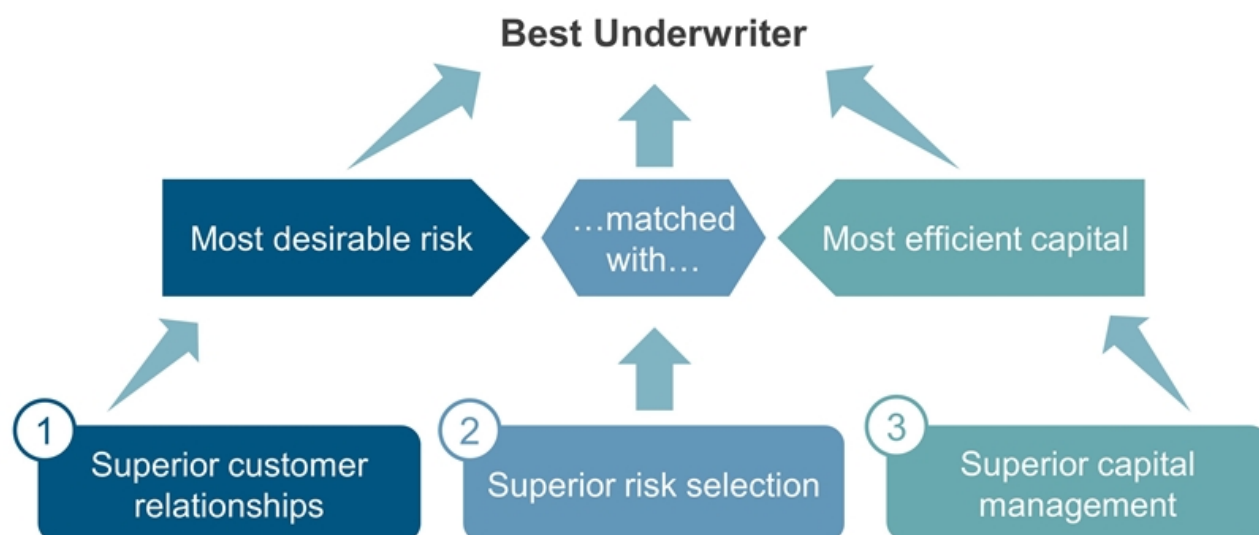 Best Underwriter
Most desirable risk
…matched
with…
Most efficient capital
1
Superior customer
relationships
2
Superior risk selection
3
Superior capital
management